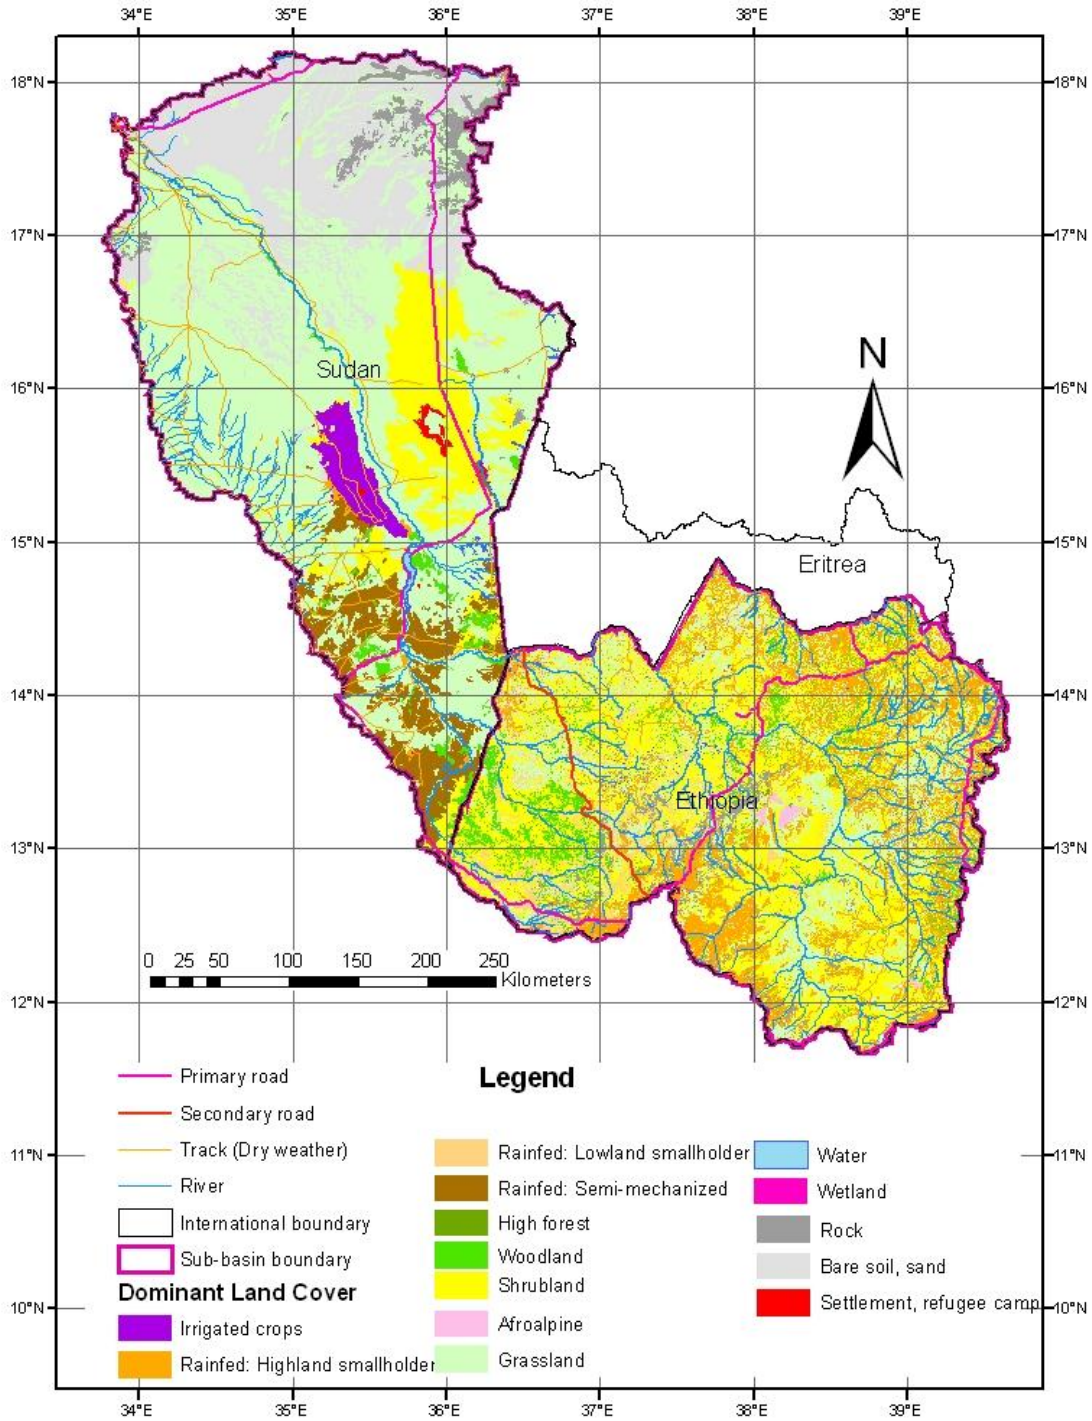 34°E 35°E 36°E 37°E 38°E 39°E
18°N 18°N
17°N 17°N
N
Sudan
16°N 16°N
15°N 15°N
Eritrea
14°N 14°N
Ethiopia
13°N 13°N
0 25 50 100 150 200 250
Kilometers
12°N 12°N
Legend
Primary road
Secondary road
Track (Dry weather)
River
International boundary
Sub-basin boundary
Dominant Land Cover
Irrigated crops
Rainfed: Highland smallholder
Rainfed: Lowland smallholder
Rainfed: Semi-mechanized
High forest
Woodland
Shrubland
Afroalpine
Grassland
Water
Wetland
Rock
Bare soil, sand
Settlement, refugee camp
11°N
10°N 10°N
34°E 35°E 36°E 37°E 38°E 39°E